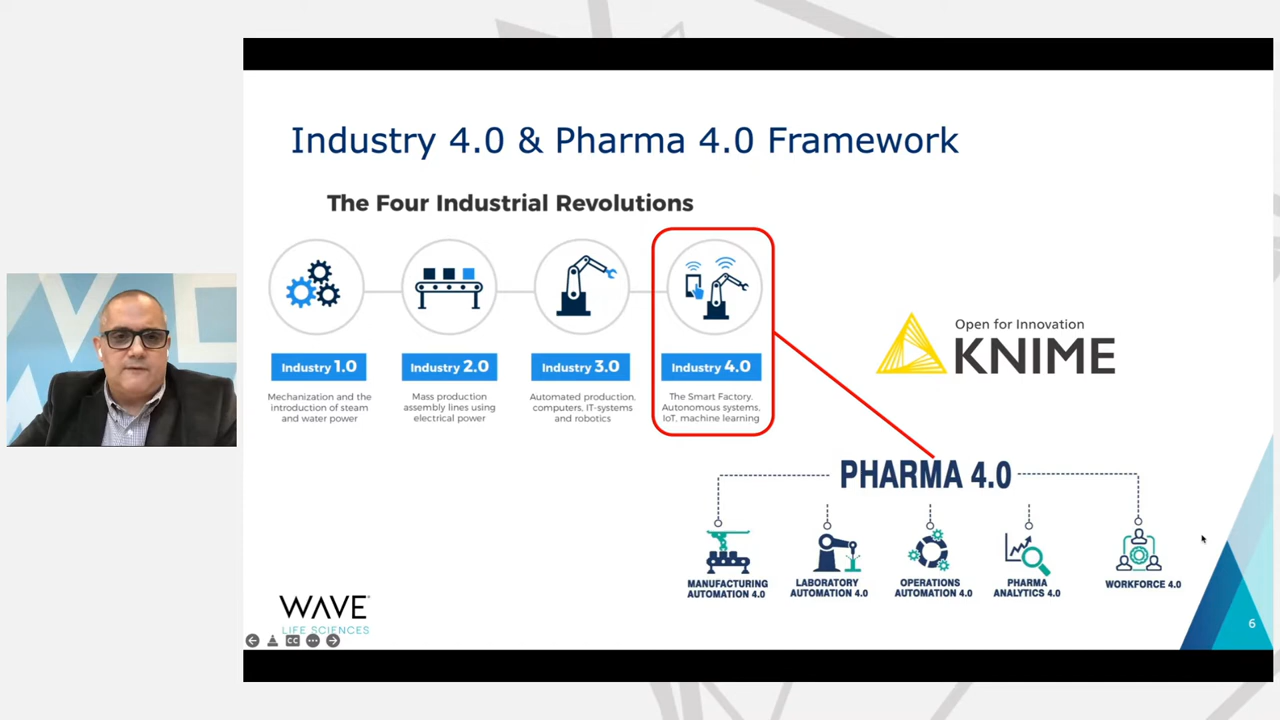 Industry 4.0 & Pharma 4.0 Framework
The Four Industrial Revolutions
Industry 1.0
Mechanization and the
introduction of steam
and water power
Industry 2.0
Mass production
assembly lines using
electrical power
Industry 3.0
Automated production,
computers, IT-systems
and robotics
Industry 4.0
The Smart Factory.
Autonomous systems,
IoT, machine learning
Open for Innovation
KNIME
PHARMA 4.0
MANUFACTURING
AUTOMATION 4.0
LABORATORY
AUTOMATION 4.0
OPERATIONS
AUTOMATION 4.0
PHARMA
ANALYTICS 4.0
WORKFORCE 4.0
WAVE®
LIFE SCIENCES
CC
6